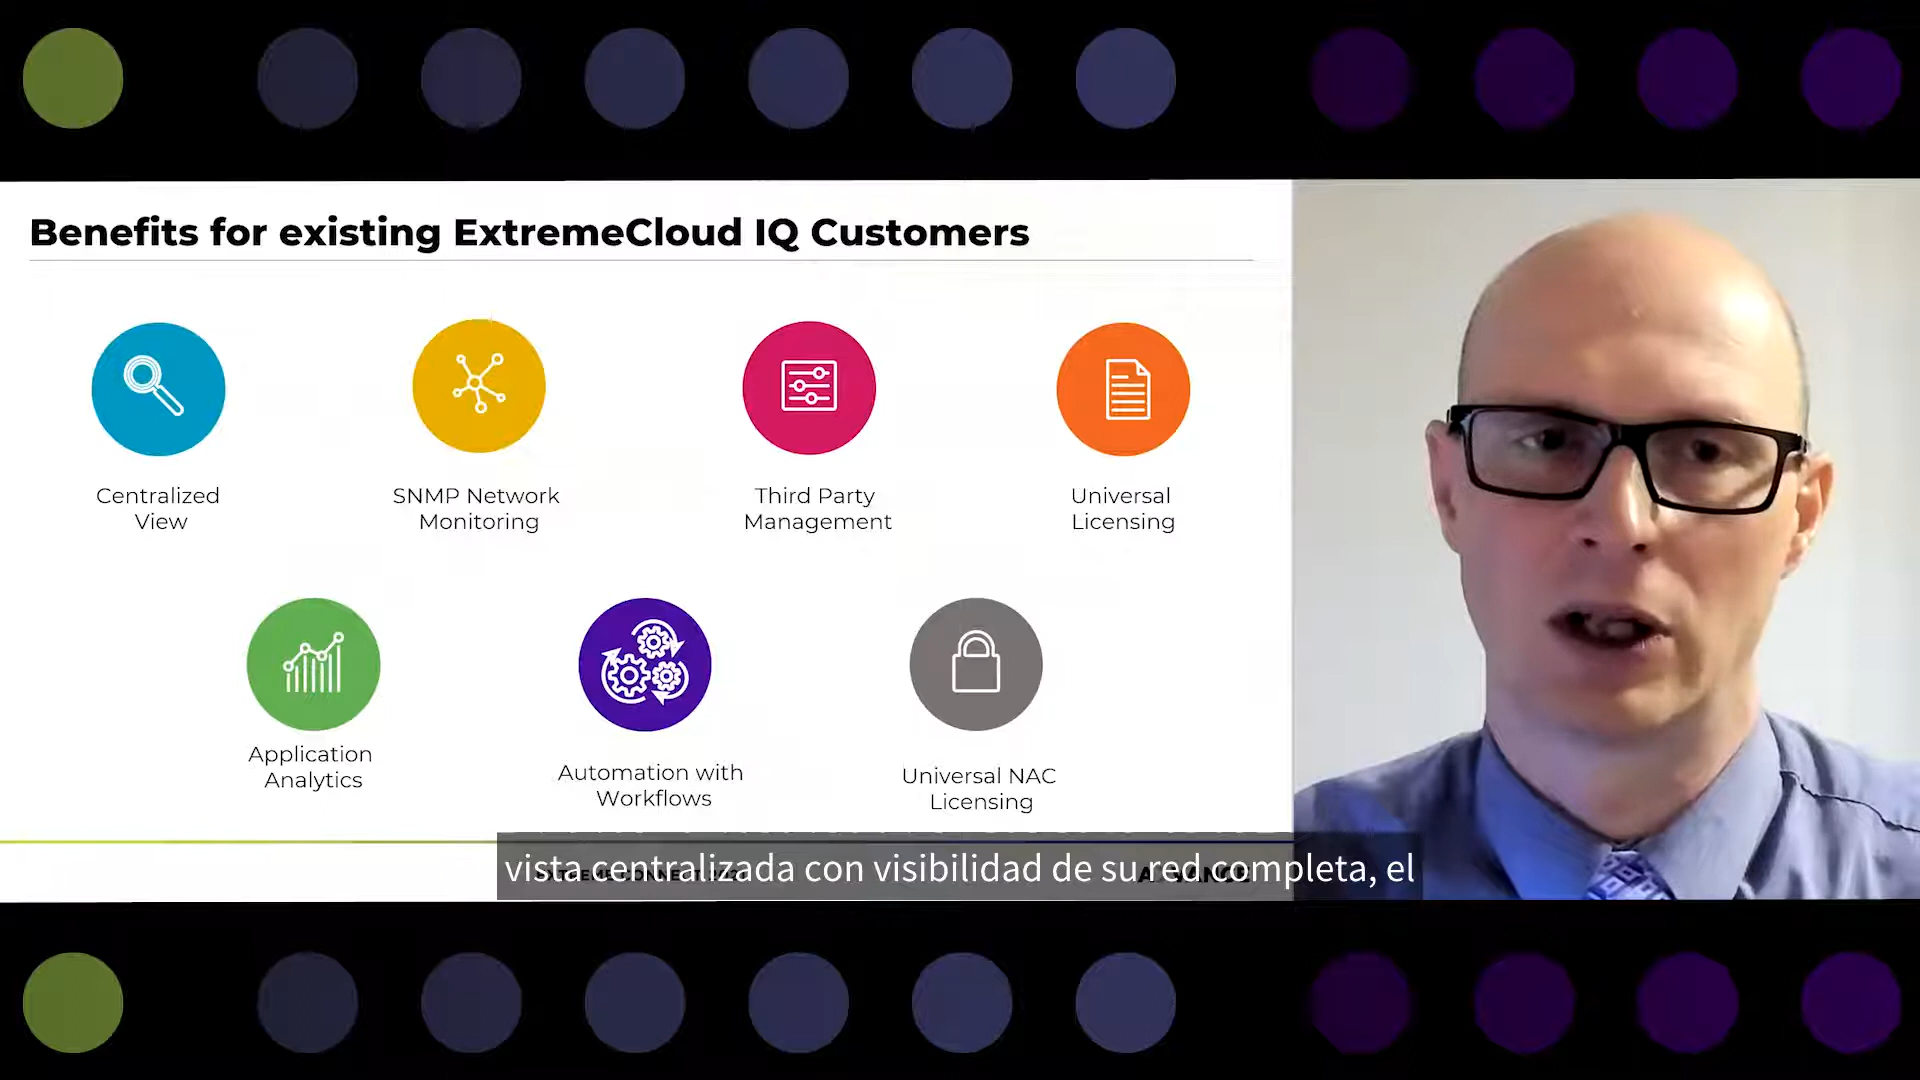 Benefits for existing ExtremeCloud IQ Customers
Centralized
View
SNMP Network
Monitoring
Third Party
Management
Universal
Licensing
Application
Analytics
Automation with
Workflows
Universal NAC
Licensing
vista centralizada con visibilidad de su red completa, el